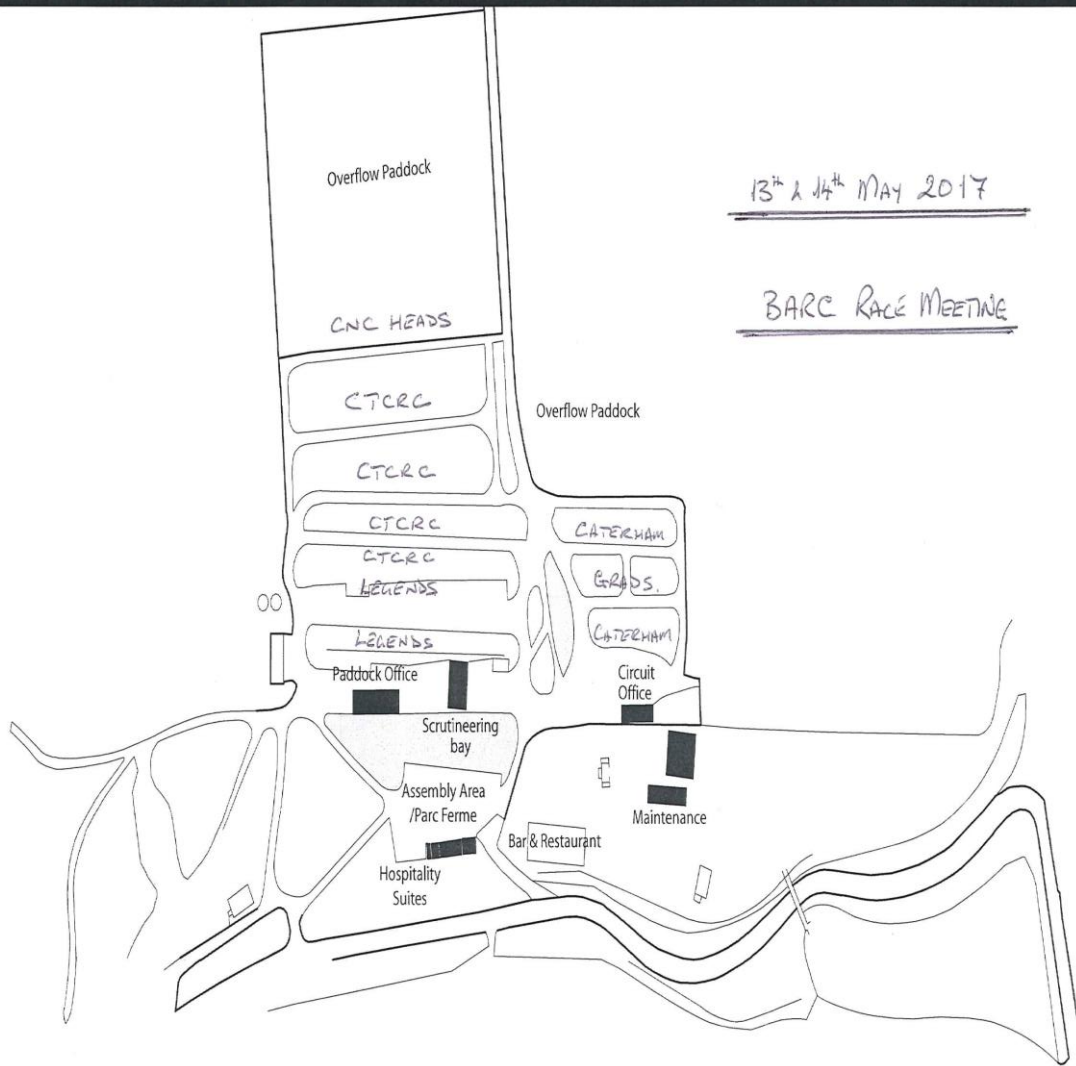 Overflow Paddock
13th & 14th MAY 2017
BARC RACE MEETING
CNC HEADS
CTCRC
Overflow Paddock
CTCRC
CTCRC
CATERHAM
CTCRC
LEGENDS
GRADS.
LEGENDS
CATERHAM
Paddock Office
Circuit
Office
Scrutineering
bay
Assembly Area
/Parc Ferme
Maintenance
Bar & Restaurant
Hospitality
Suites